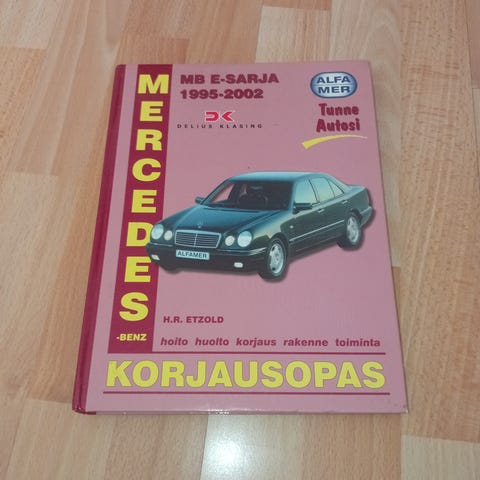 MERCEDES
-BENZ
MB E-SARJA
1995-2002
DK
DELIUS KLASING
ALFA
MER
Tunne
Autosi
ALFAMER
H.R. ETZOLD
hoito huolto korjaus rakenne toiminta
KORJAUSOPAS